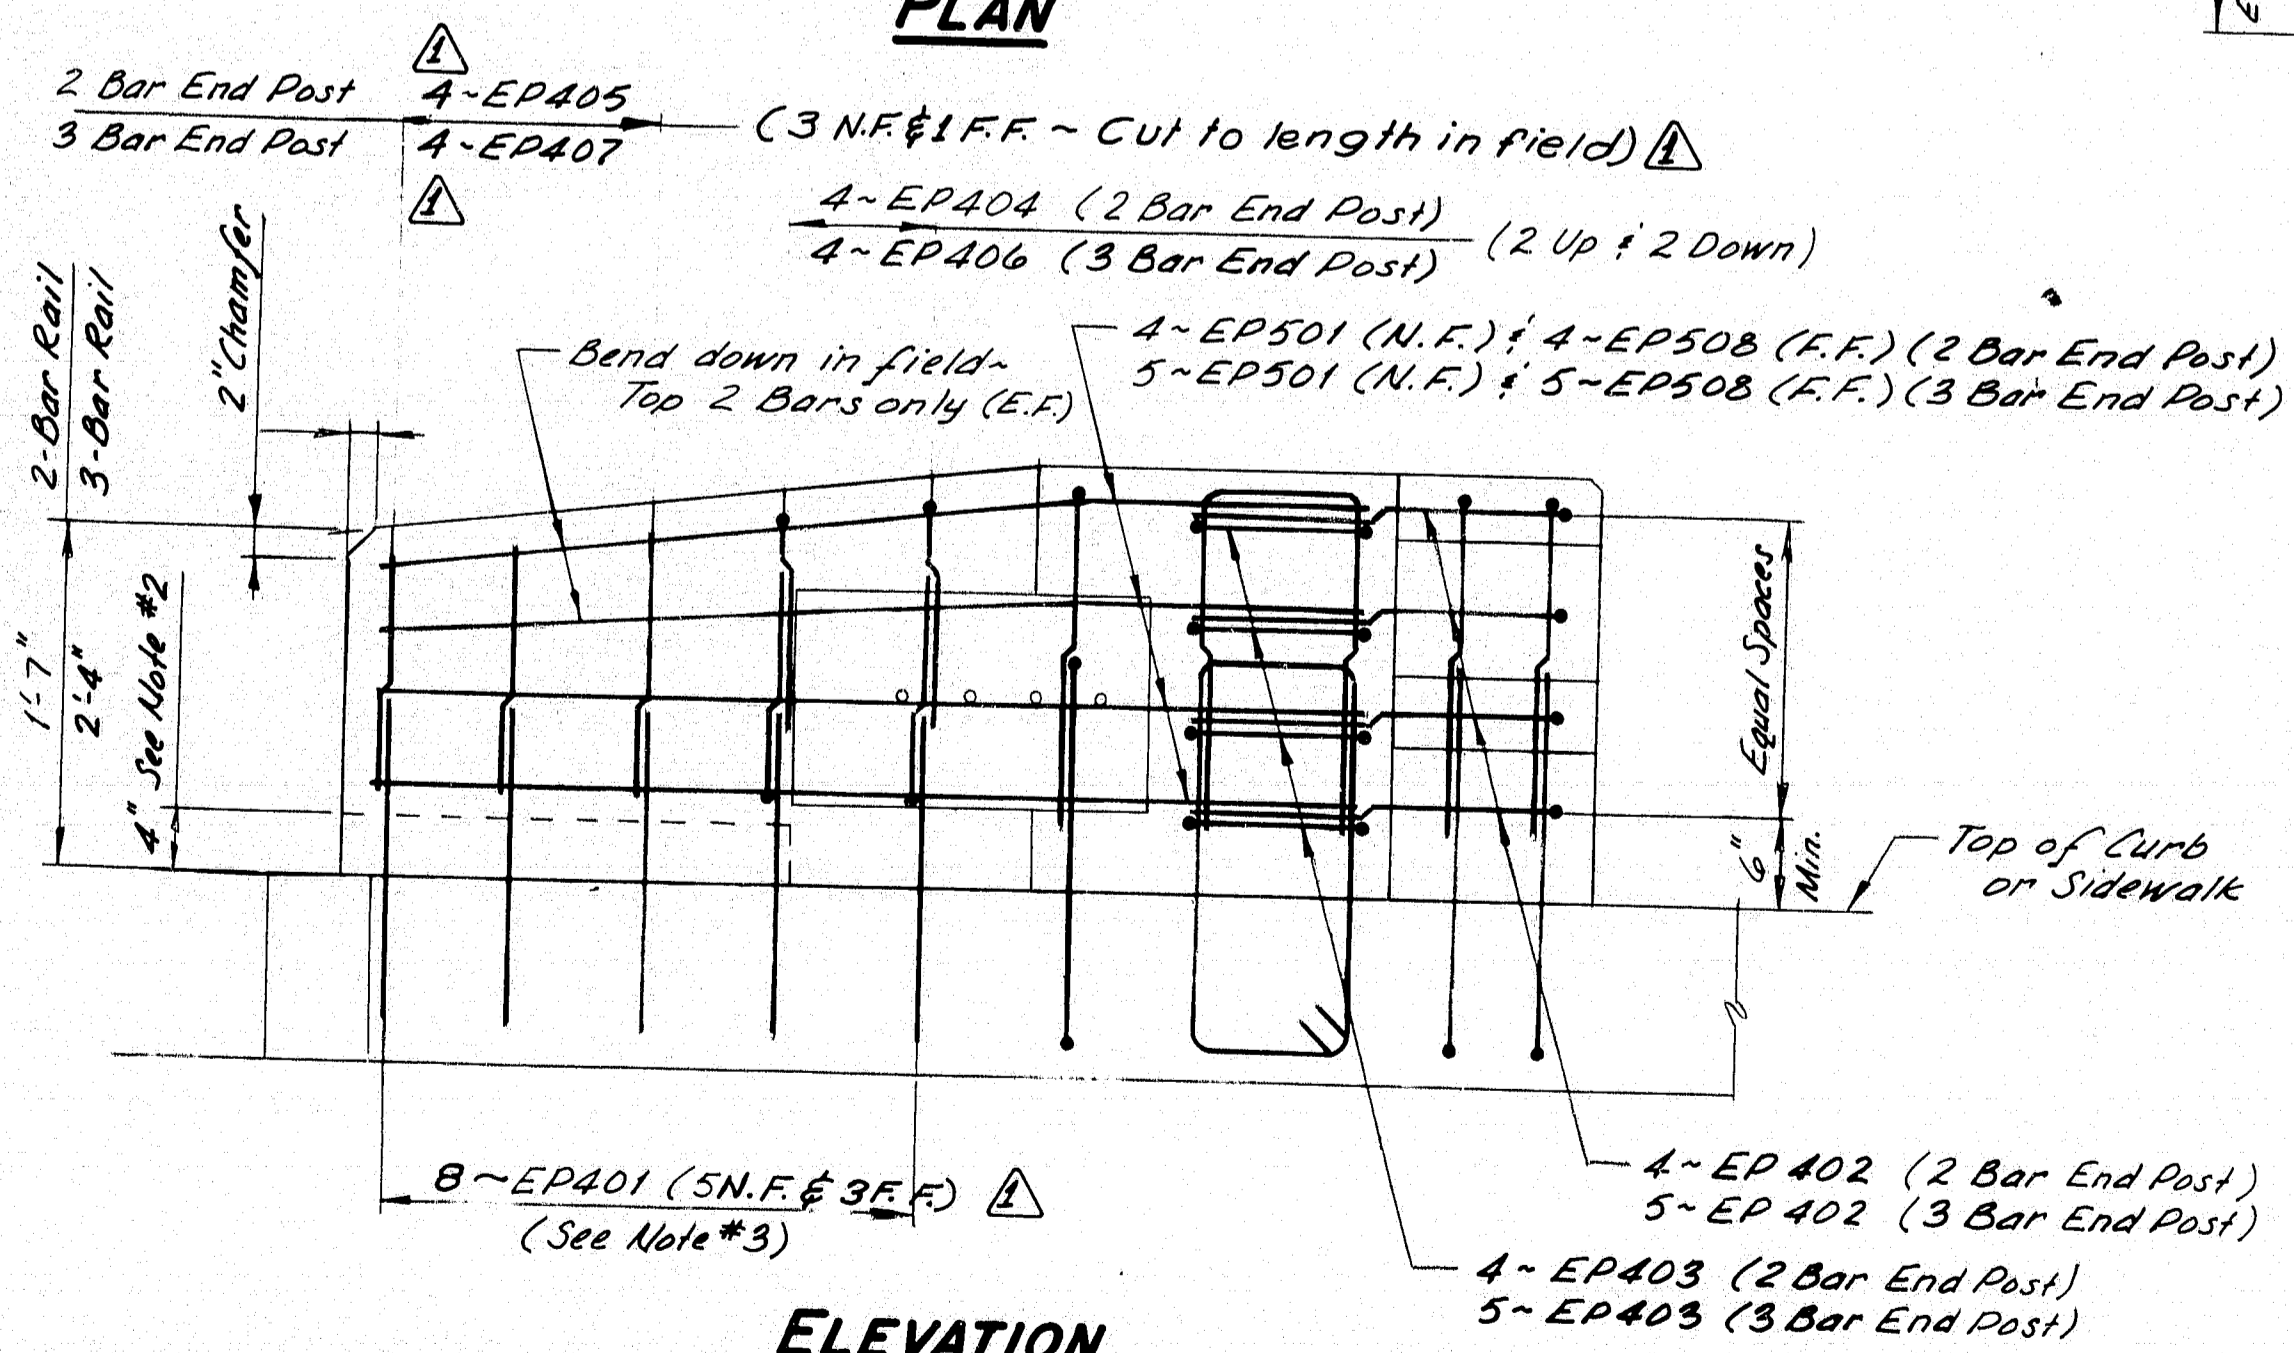 PLAN
1
2 Bar End Post 4~EP405
3 Bar End Post 4~EP407
(3 N.F. & 1 F.F. ~ Cut to length in field) 1
1
4~EP404 (2 Bar End Post)
4~EP406 (3 Bar End Post)
(2 Up & 2 Down)
2-Bar Rail
3-Bar Rail
2" Chamfer
Bend down in field~
Top 2 Bars only (E.F.)
4~EP501 (N.F.) & 4~EP508 (F.F.) (2 Bar End Post)
5~EP501 (N.F.) & 5~EP508 (F.F.) (3 Bar End Post)
1'-7"
2'-4"
4" See Note #2
Equal Spaces
6"
Min.
Top of Curb
or Sidewalk
8~EP401 (5N.F. & 3F.F.) 1
(See Note #3)
4~EP 402 (2 Bar End Post)
5~EP 402 (3 Bar End Post)
4~EP403 (2 Bar End Post)
5~EP403 (3 Bar End Post)
ELEVATION